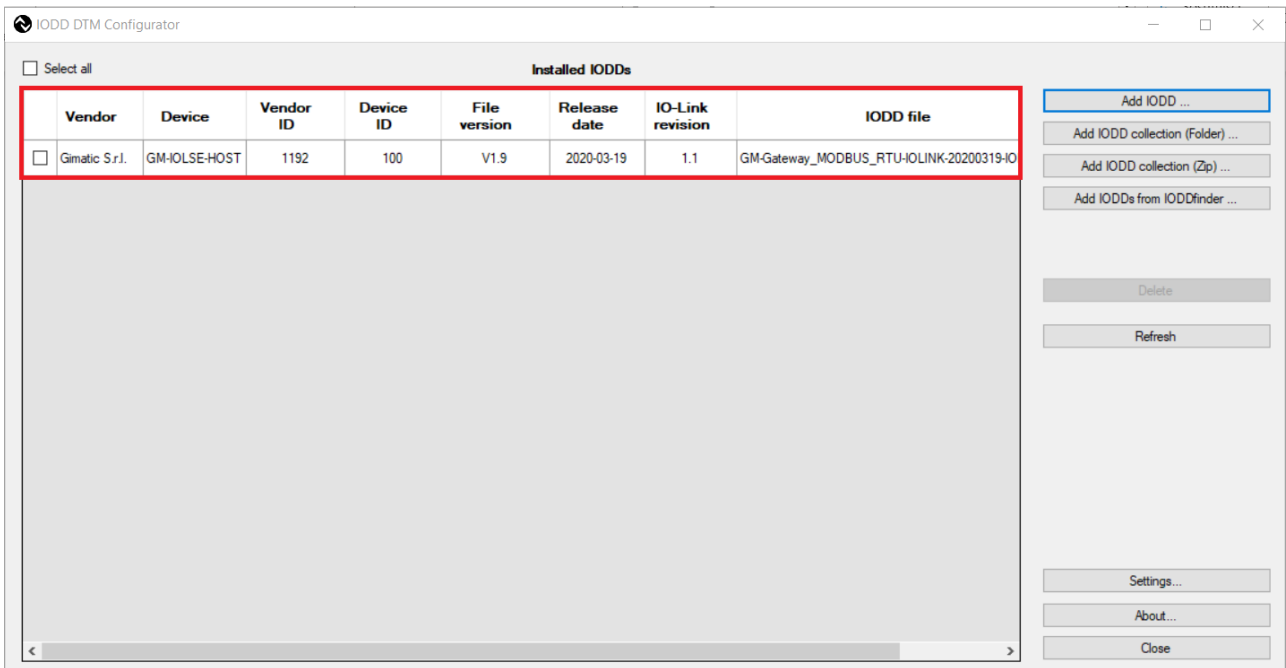 IODD DTM Configurator
Select all
Installed IODDs
Vendor Device Vendor ID Device ID File version Release date IO-Link revision IODD file
Gimatic S.r.l. GM-IOLSE-HOST 1192 100 V1.9 2020-03-19 1.1 GM-Gateway_MODBUS_RTU-IOLINK-20200319-IO
Add IODD ...
Add IODD collection (Folder) ...
Add IODD collection (Zip) ...
Add IODDs from IODDfinder ...
Delete
Refresh
Settings...
About...
Close